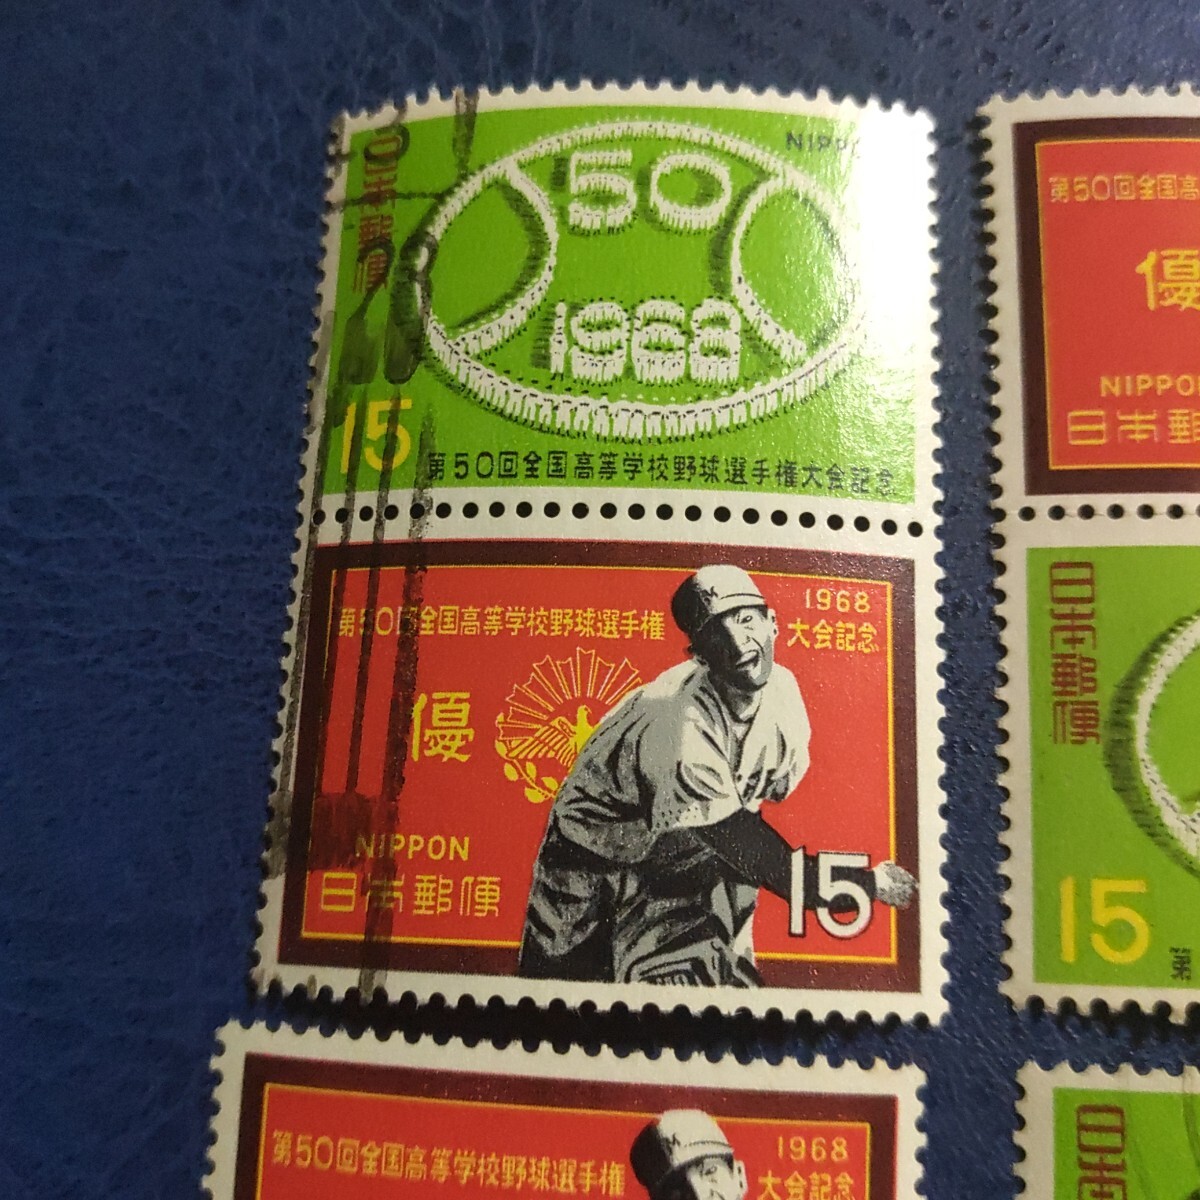 日本郵便
NIPP
50
1968
15
第50回全国高等学校野球選手権大会記念
第50回全国高等学校野球選手権
1968
大会記念
優
NIPPON
日本郵便
15
第50回全国高
優
NIPPON
日本郵
日本郵便
15
第
第50回全国高等学校野球選手権
1968
大会記念
日本